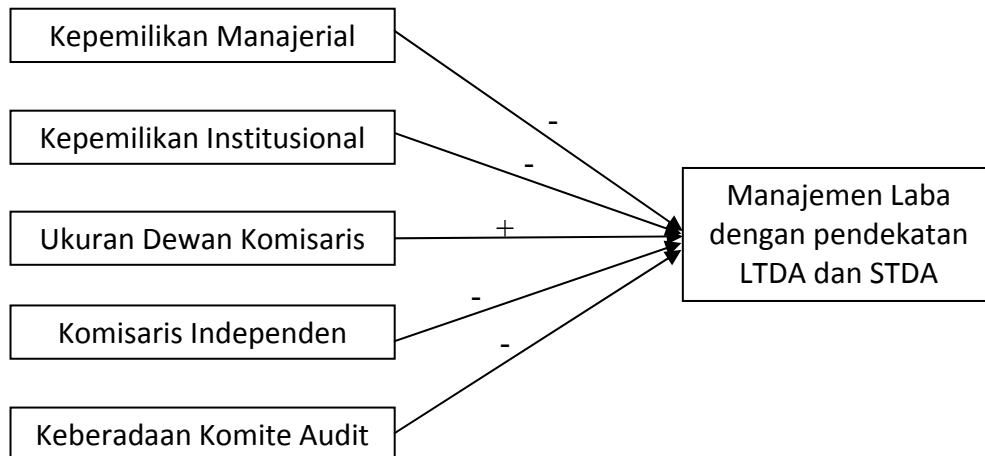 Kepemilikan Manajerial
-
Kepemilikan Institusional
-
Ukuran Dewan Komisaris
+
Komisaris Independen
-
Keberadaan Komite Audit
-
Manajemen Laba
dengan pendekatan
LTDA dan STDA